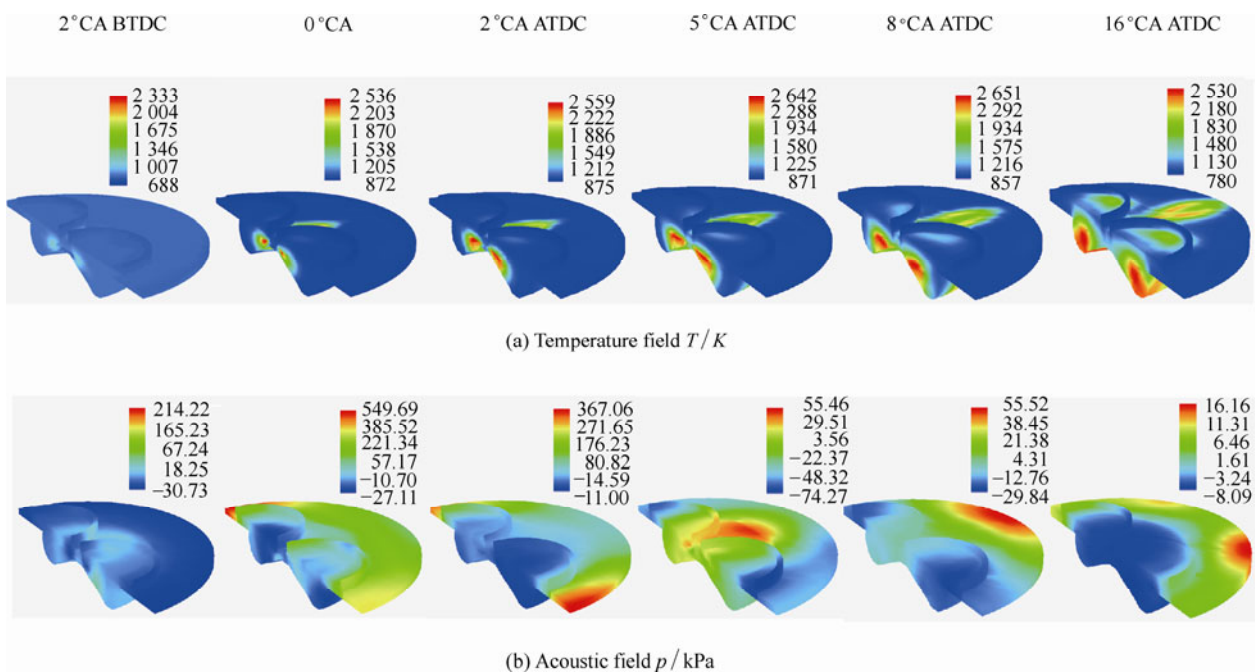 2°CA BTDC 0°CA 2°CA ATDC 5°CA ATDC 8°CA ATDC 16°CA ATDC
2 333 2 536 2 559 2 642 2 651 2 530
2 004 2 203 2 222 2 288 2 292 2 180
1 675 1 870 1 886 1 934 1 934 1 830
1 346 1 538 1 549 1 580 1 575 1 480
1 007 1 205 1 212 1 225 1 216 1 130
688 872 875 871 857 780
(a) Temperature field T/K
214.22 549.69 367.06 55.46 55.52 16.16
165.23 385.52 271.65 29.51 38.45 11.31
67.24 221.34 176.23 3.56 21.38 6.46
18.25 57.17 80.82 −22.37 4.31 1.61
−30.73 −10.70 −14.59 −48.32 −12.76 −3.24
−27.11 −11.00 −74.27 −29.84 −8.09
(b) Acoustic field p/kPa